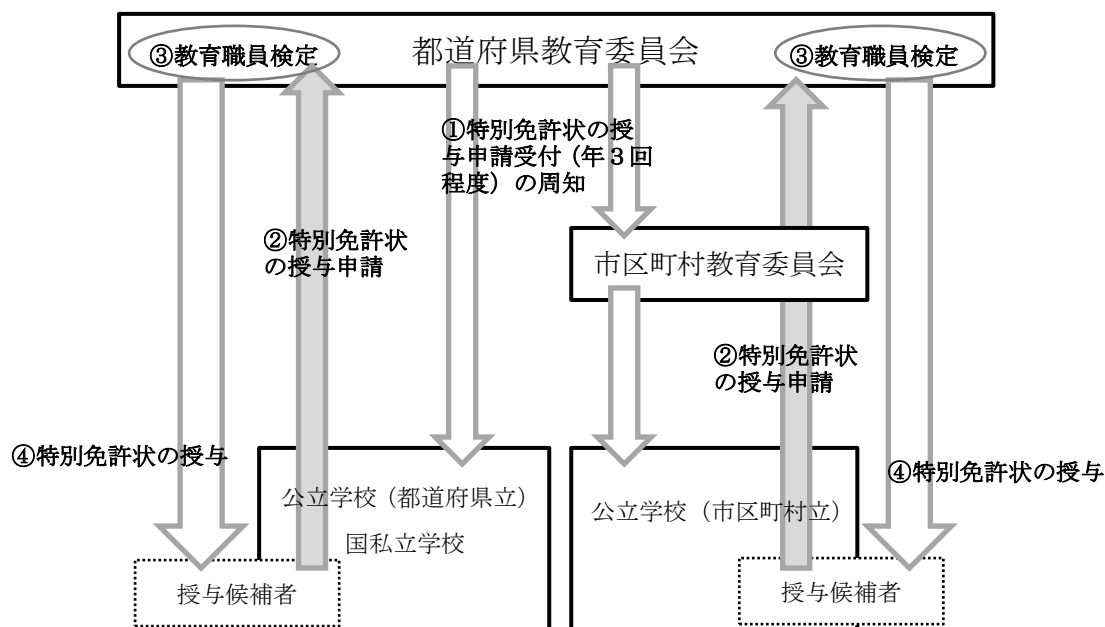 ③教育職員検定
都道府県教育委員会
③教育職員検定
①特別免許状の授
与申請受付（年３回
程度）の周知
②特別免許状
の授与申請
市区町村教育委員会
②特別免許状
の授与申請
④特別免許状の授与
④特別免許状の授与
公立学校（都道府県立）
国私立学校
公立学校（市区町村立）
授与候補者
授与候補者